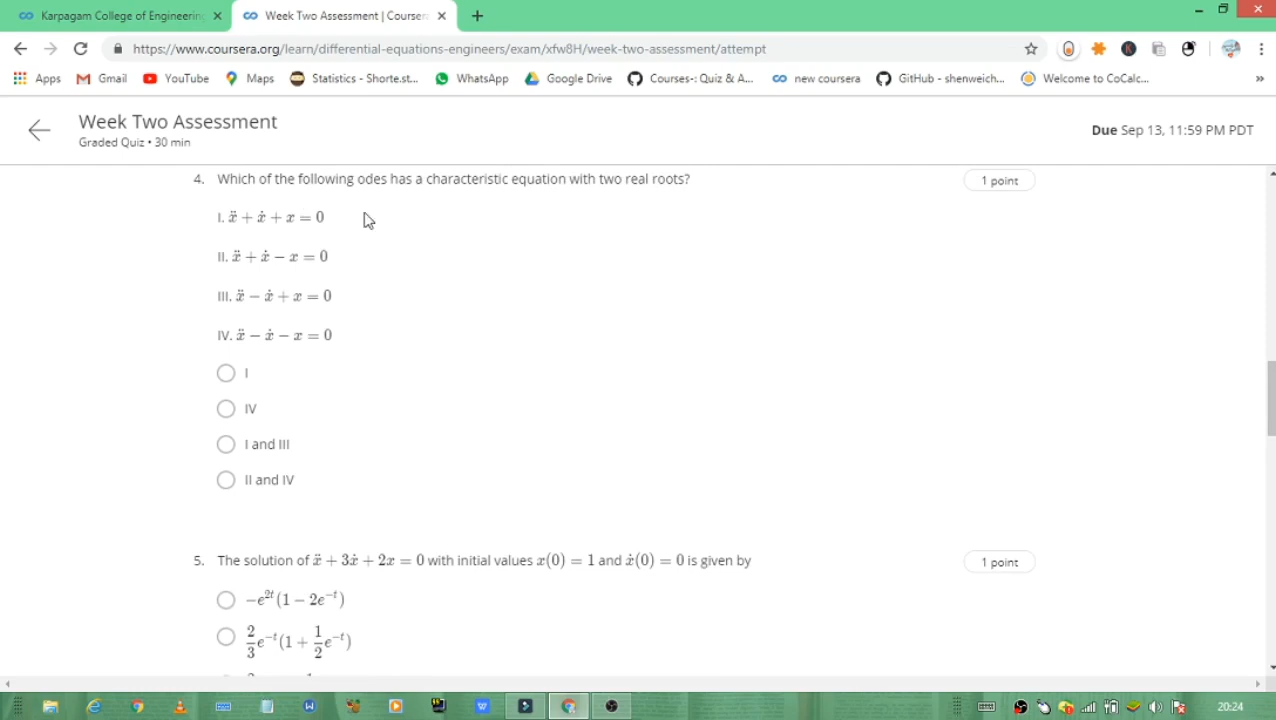 Karpagam College of Engineerin
Week Two Assessment | Courser
https://www.coursera.org/learn/differential-equations-engineers/exam/xfw8H/week-two-assessment/attempt
Apps Gmail YouTube Maps Statistics - Shorte.st... WhatsApp Google Drive Courses-: Quiz & A... new coursera GitHub - shenweich... Welcome to CoCalc... »
Week Two Assessment
Graded Quiz • 30 min
Due Sep 13, 11:59 PM PDT
4. Which of the following odes has a characteristic equation with two real roots?
1 point
I. ẍ + ẋ + x = 0
II. ẍ + ẋ − x = 0
III. ẍ − ẋ + x = 0
IV. ẍ − ẋ − x = 0
I
IV
I and III
II and IV
5. The solution of ẍ + 3ẋ + 2x = 0 with initial values x(0) = 1 and ẋ(0) = 0 is given by
1 point
−e^{2t}(1 − 2e^{−t})
2/3 e^{−t}(1 + 1/2 e^{−t})
20:24